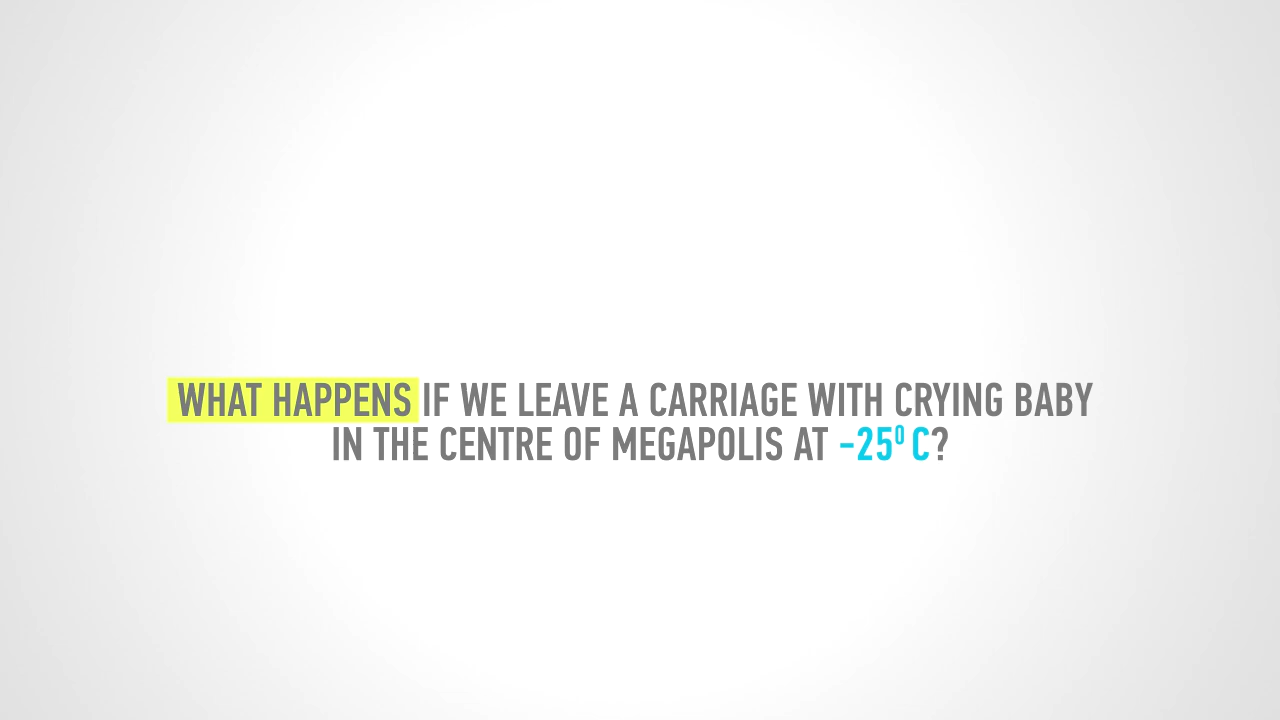 WHAT HAPPENS IF WE LEAVE A CARRIAGE WITH CRYING BABY
IN THE CENTRE OF MEGAPOLIS AT -25⁰ C?